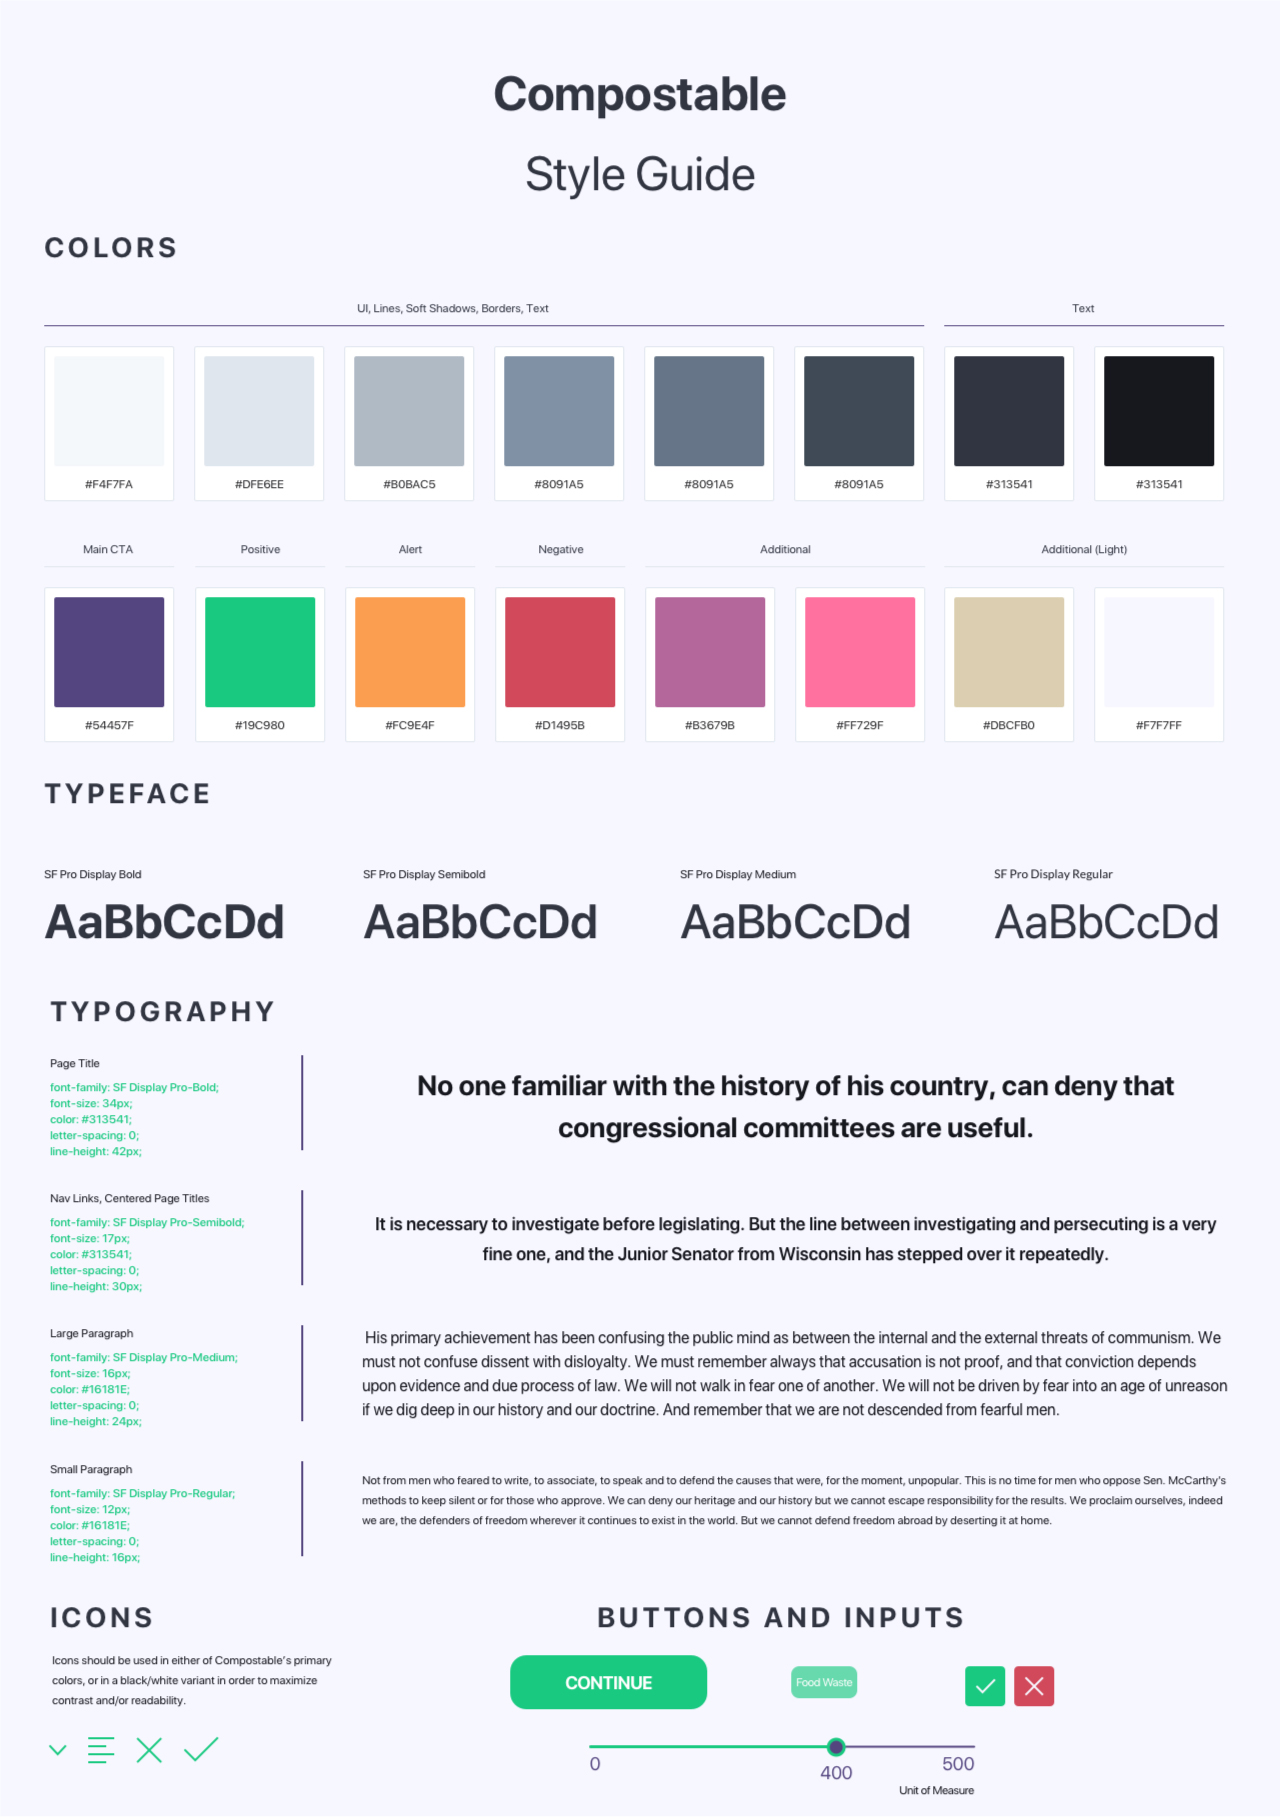 Compostable
Style Guide
COLORS
UI, Lines, Soft Shadows, Borders, Text
Text
#F4F7FA
#DFE6EE
#B0BAC5
#8091A5
#8091A5
#8091A5
#313541
#313541
Main CTA
Positive
Alert
Negative
Additional
Additional (Light)
#54457F
#19C980
#FC9E4F
#D1495B
#B3679B
#FF729F
#DBCFB0
#F7F7FF
TYPEFACE
SF Pro Display Bold
SF Pro Display Semibold
SF Pro Display Medium
SF Pro Display Regular
AaBbCcDd
AaBbCcDd
AaBbCcDd
AaBbCcDd
TYPOGRAPHY
Page Title
font-family: SF Display Pro-Bold;
font-size: 34px;
color: #313541;
letter-spacing: 0;
line-height: 42px;
No one familiar with the history of his country, can deny that
congressional committees are useful.
Nav Links, Centered Page Titles
font-family: SF Display Pro-Semibold;
font-size: 17px;
color: #313541;
letter-spacing: 0;
line-height: 30px;
It is necessary to investigate before legislating. But the line between investigating and persecuting is a very
fine one, and the Junior Senator from Wisconsin has stepped over it repeatedly.
Large Paragraph
font-family: SF Display Pro-Medium;
font-size: 16px;
color: #16181E;
letter-spacing: 0;
line-height: 24px;
His primary achievement has been confusing the public mind as between the internal and the external threats of communism. We
must not confuse dissent with disloyalty. We must remember always that accusation is not proof, and that conviction depends
upon evidence and due process of law. We will not walk in fear one of another. We will not be driven by fear into an age of unreason
if we dig deep in our history and our doctrine. And remember that we are not descended from fearful men.
Small Paragraph
font-family: SF Display Pro-Regular;
font-size: 12px;
color: #16181E;
letter-spacing: 0;
line-height: 16px;
Not from men who feared to write, to associate, to speak and to defend the causes that were, for the moment, unpopular. This is no time for men who oppose Sen. McCarthy's
methods to keep silent or for those who approve. We can deny our heritage and our history but we cannot escape responsibility for the results. We proclaim ourselves, indeed
we are, the defenders of freedom wherever it continues to exist in the world. But we cannot defend freedom abroad by deserting it at home.
ICONS
Icons should be used in either of Compostable's primary
colors, or in a black/white variant in order to maximize
contrast and/or readability.
BUTTONS AND INPUTS
CONTINUE
Food Waste
0
400
500
Unit of Measure